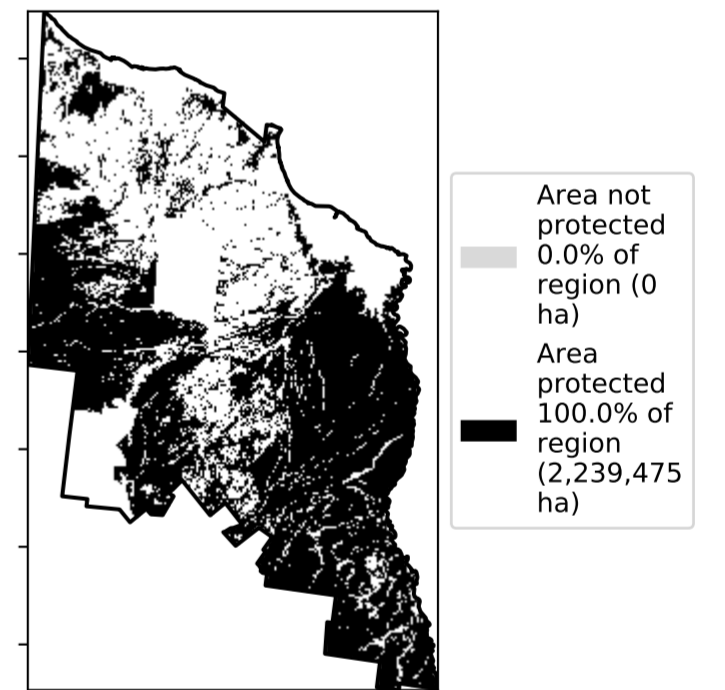 Area not
protected
0.0% of
region (0
ha)
Area
protected
100.0% of
region
(2,239,475
ha)